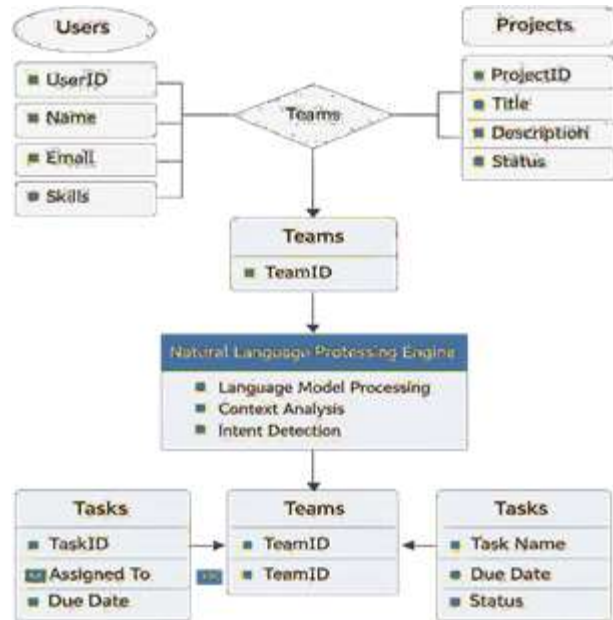 Users
Projects
UserID
Name
Email
Skills
Teams
ProjectID
Title
Description
Status
Teams
TeamID
Natural Language Protessing Engine
Language Model Processing
Context Analysis
Intent Detection
Tasks
TaskID
Assigned To
Due Date
Teams
TeamID
TeamID
Tasks
Task Name
Due Date
Status